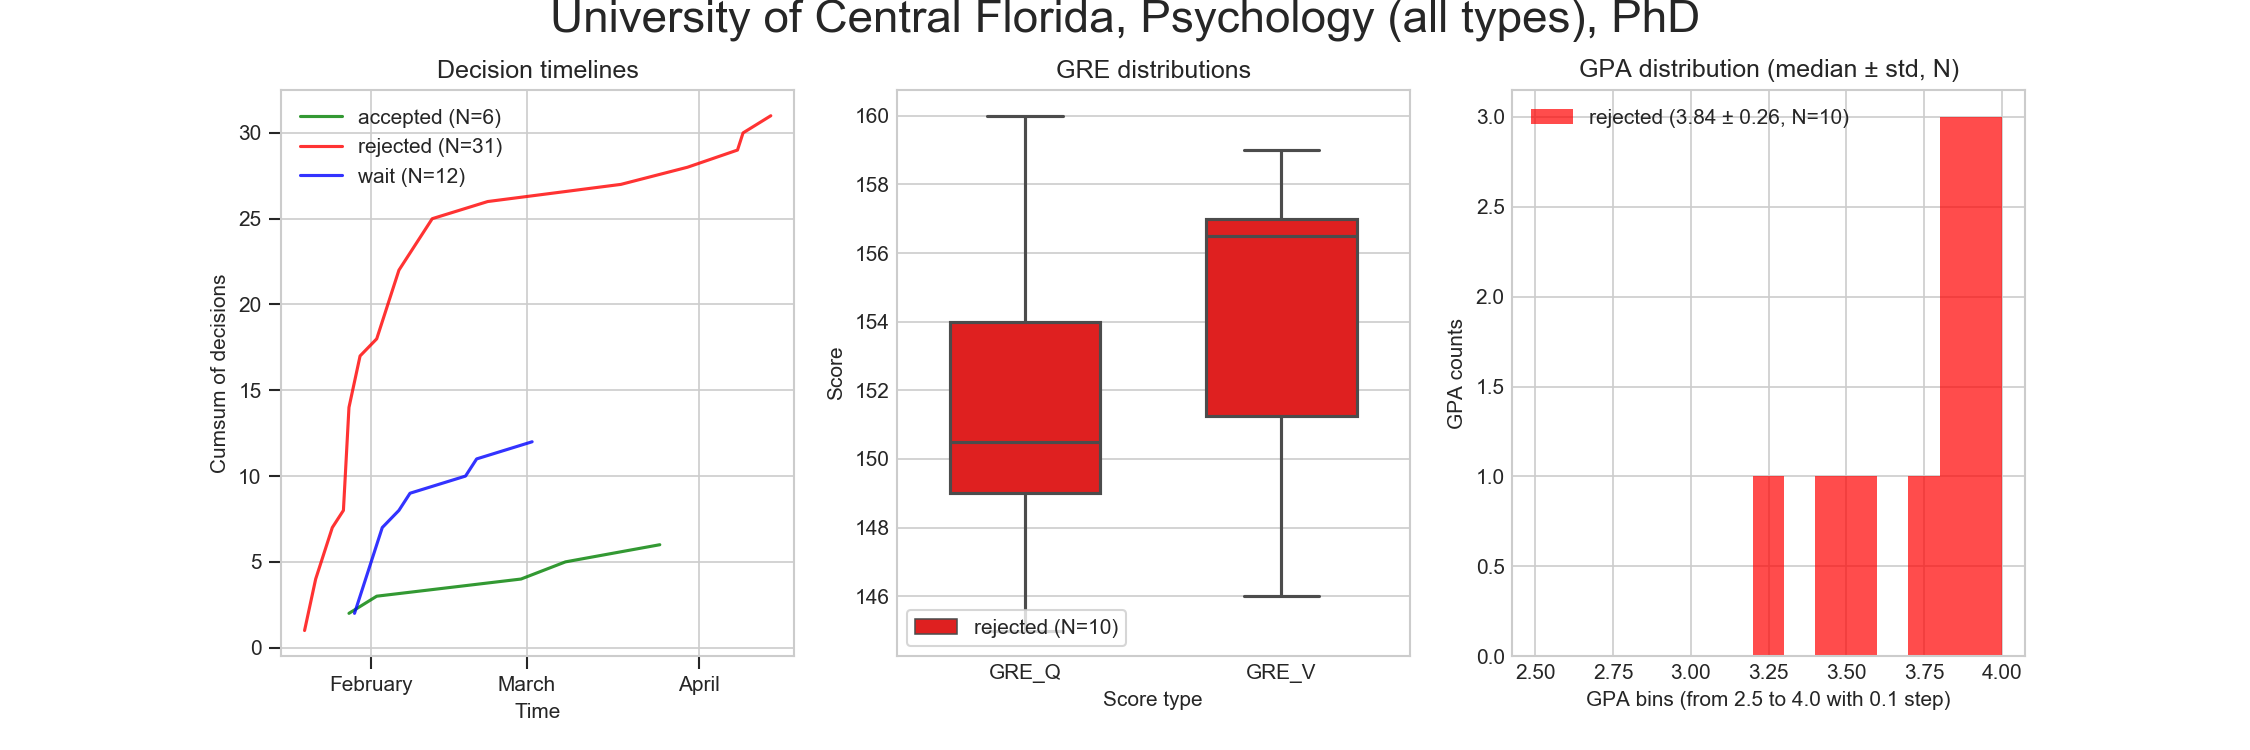 University of Central Florida, Psychology (all types), PhD
Decision timelines
accepted (N=6)
rejected (N=31)
wait (N=12)
30
25
20
15
10
5
0
Cumsum of decisions
February
March
April
Time
GRE distributions
160
158
156
154
152
150
148
146
Score
rejected (N=10)
GRE_Q
GRE_V
Score type
GPA distribution (median ± std, N)
rejected (3.84 ± 0.26, N=10)
3.0
2.5
2.0
1.5
1.0
0.5
0.0
GPA counts
2.50
2.75
3.00
3.25
3.50
3.75
4.00
GPA bins (from 2.5 to 4.0 with 0.1 step)